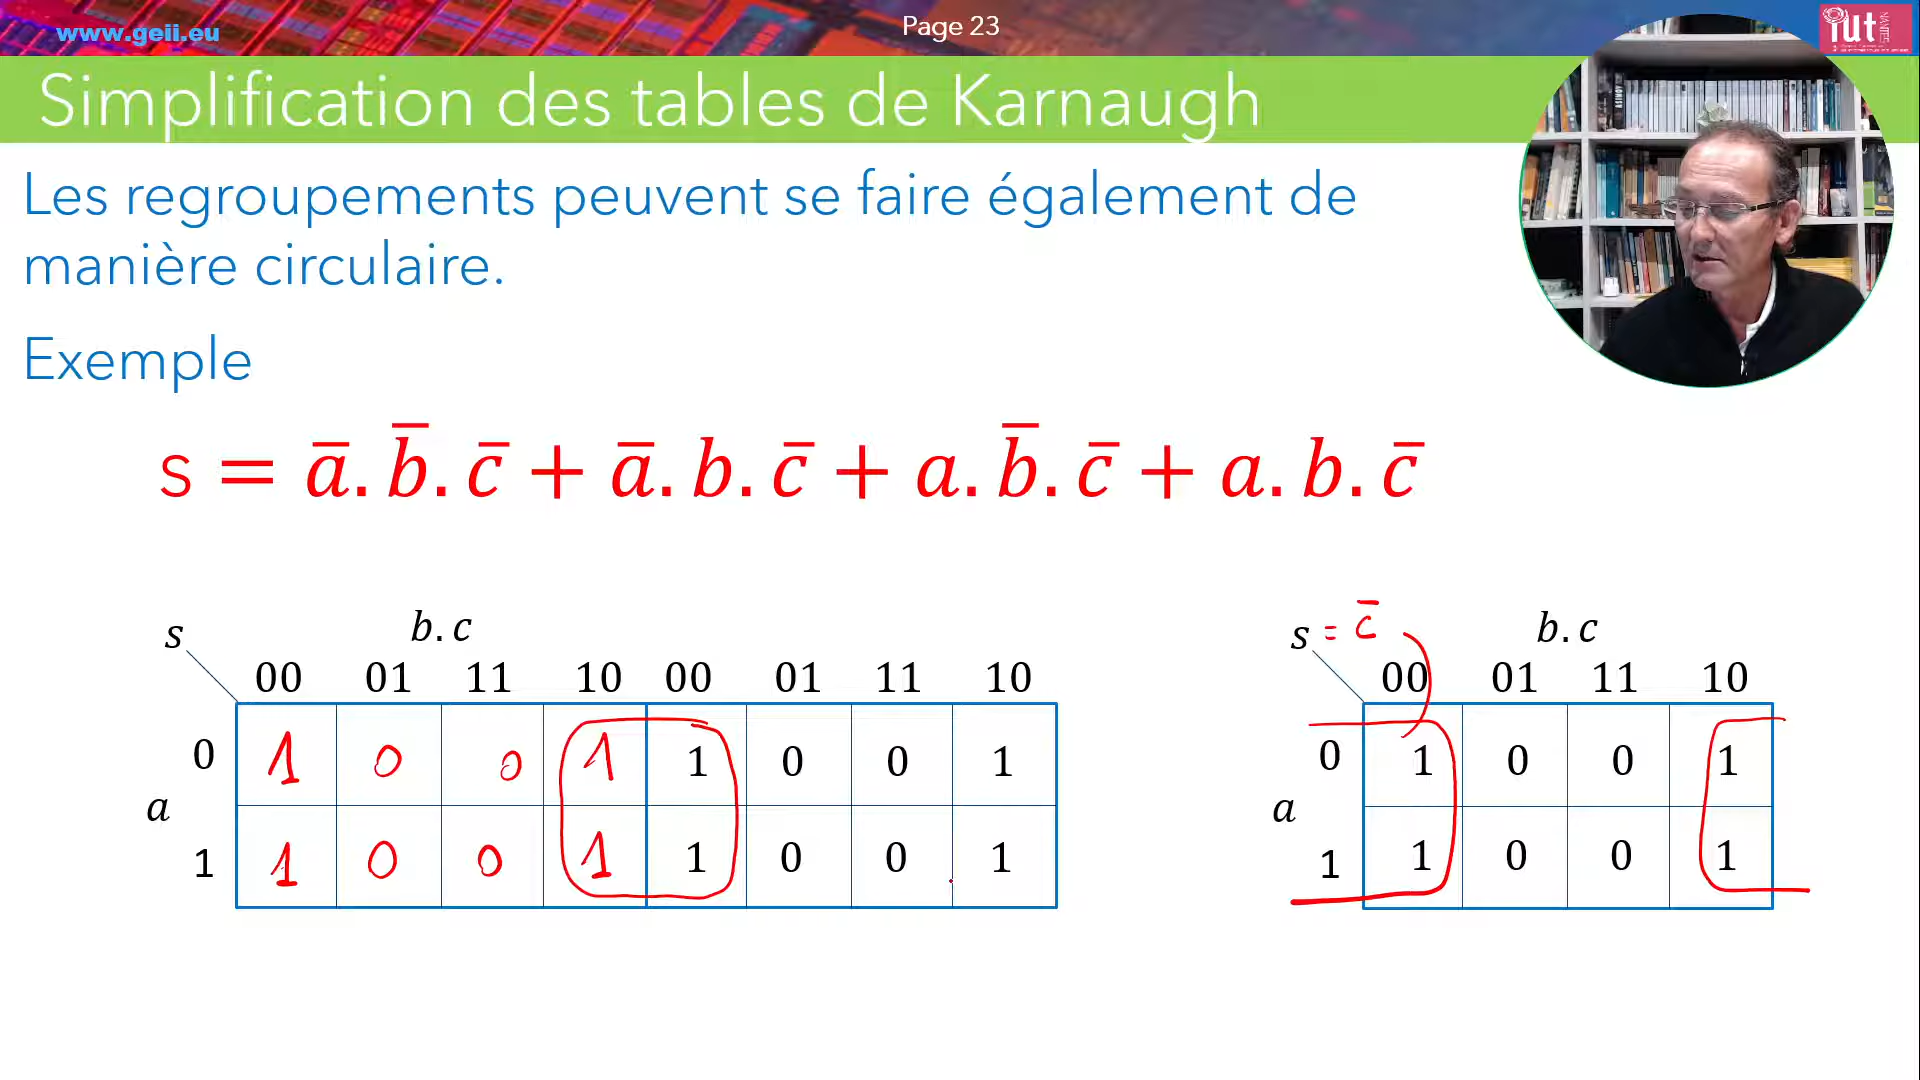 www.geii.eu
Page 23
iut
NANTES
Simplification des tables de Karnaugh
Les regroupements peuvent se faire également de
manière circulaire.
Exemple
s = a̅.b̅.c̅ + a̅.b.c̅ + a.b̅.c̅ + a.b.c̅
s b.c
00 01 11 10 00 01 11 10
0 1 0 0 1 1 0 0 1
a
1 1 0 0 1 1 0 0 1
s = c̅ b.c
00 01 11 10
0 1 0 0 1
a
1 1 0 0 1